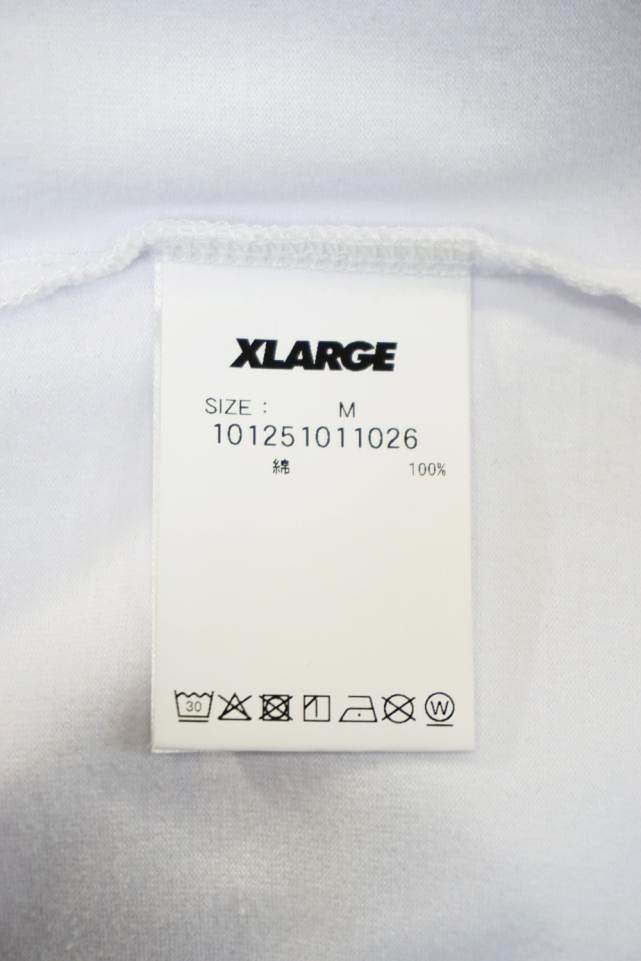 XLARGE
SIZE : M
101251011026
綿 100%
30
W